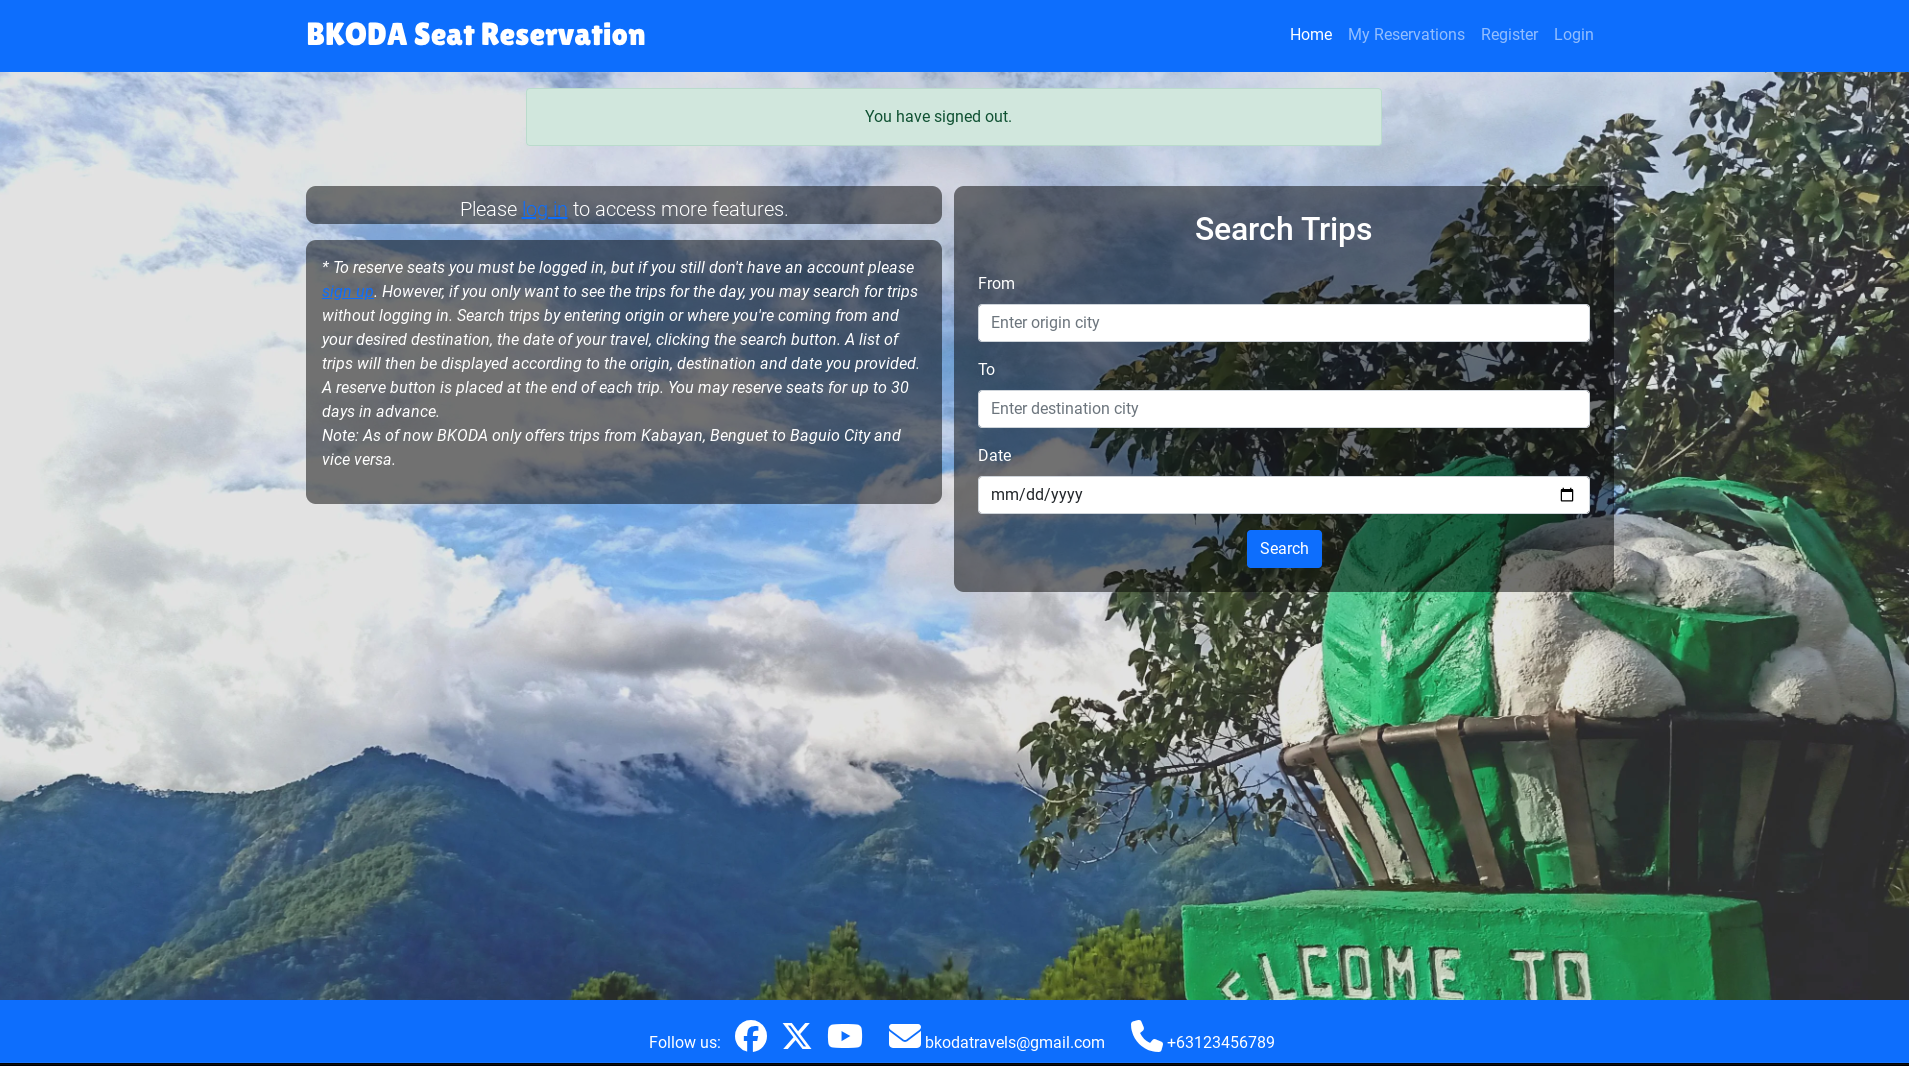 BKODA Seat Reservation
Home My Reservations Register Login
You have signed out.
Please log in to access more features.
* To reserve seats you must be logged in, but if you still don't have an account please
sign up. However, if you only want to see the trips for the day, you may search for trips
without logging in. Search trips by entering origin or where you're coming from and
your desired destination, the date of your travel, clicking the search button. A list of
trips will then be displayed according to the origin, destination and date you provided.
A reserve button is placed at the end of each trip. You may reserve seats for up to 30
days in advance.
Note: As of now BKODA only offers trips from Kabayan, Benguet to Baguio City and
vice versa.
Search Trips
From
Enter origin city
To
Enter destination city
Date
mm/dd/yyyy
Search
WELCOME TO
Follow us: bkodatravels@gmail.com +63123456789